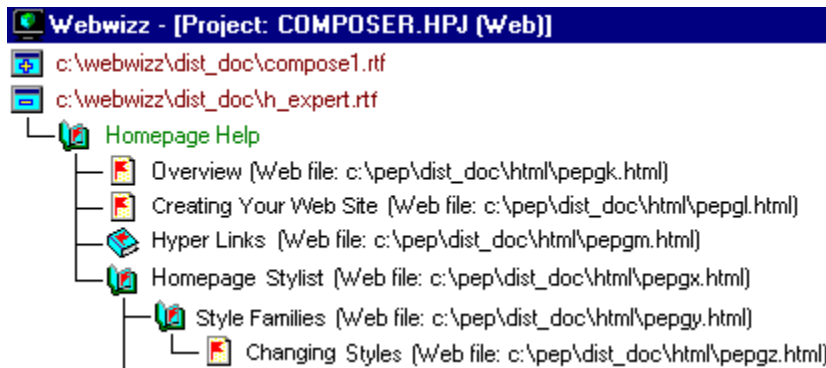 Webwizz - [Project: COMPOSER.HPJ (Web)]
c:\webwizz\dist_doc\compose1.rtf
c:\webwizz\dist_doc\h_expert.rtf
Homepage Help
Overview (Web file: c:\pep\dist_doc\html\pepgk.html)
Creating Your Web Site (Web file: c:\pep\dist_doc\html\pepgl.html)
Hyper Links (Web file: c:\pep\dist_doc\html\pepgm.html)
Homepage Stylist (Web file: c:\pep\dist_doc\html\pepgx.html)
Style Families (Web file: c:\pep\dist_doc\html\pepgy.html)
Changing Styles (Web file: c:\pep\dist_doc\html\pepgz.html)